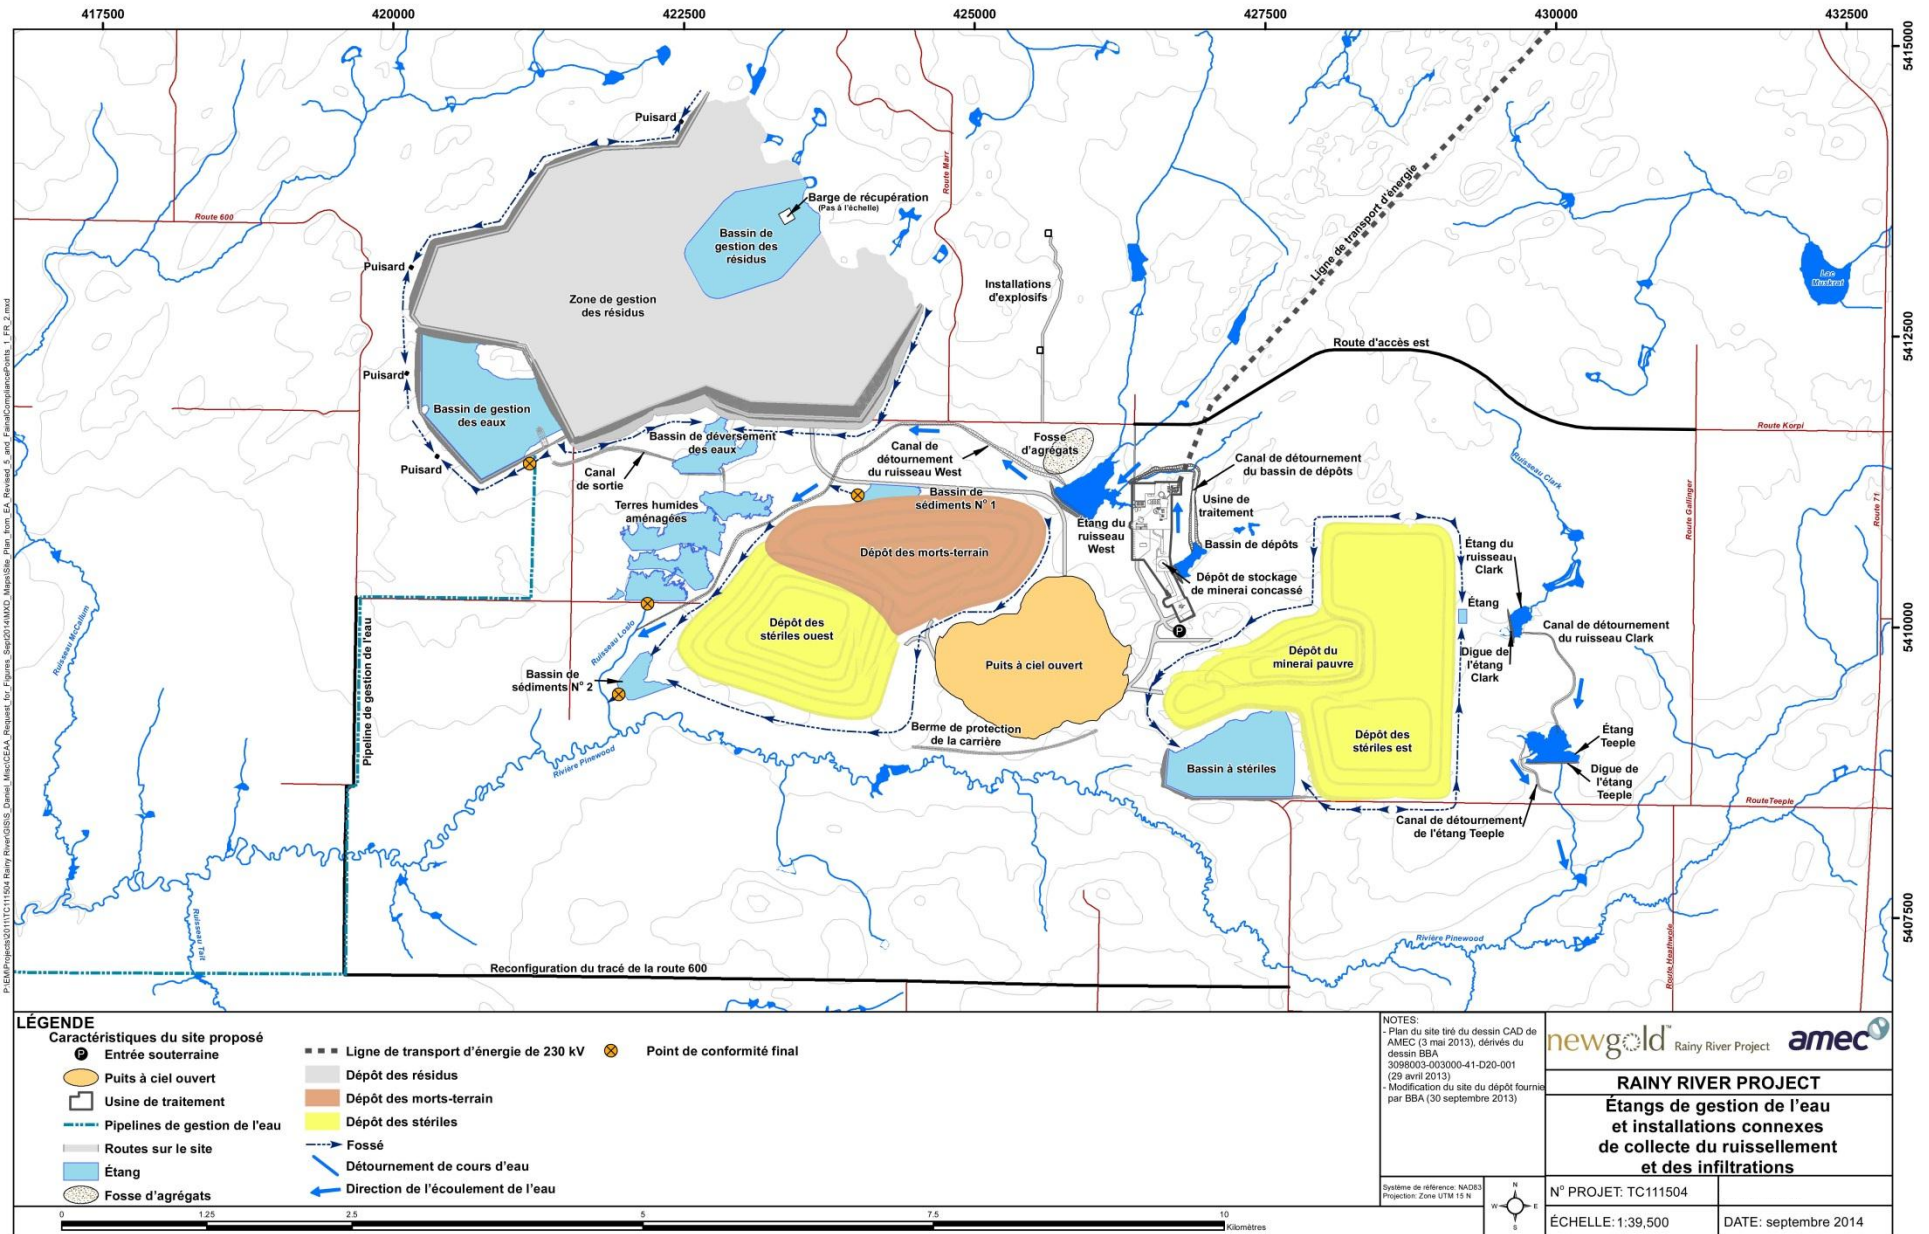 417500
420000
422500
425000
427500
430000
432500
5415000
5412500
5410000
5407500
Puisard
Route 600
Route Marr
Barge de récupération
(Pas à l'échelle)
Bassin de
gestion des
résidus
Puisard
Zone de gestion
des résidus
Installations
d'explosifs
Ligne de transport d'énergie
Lac
Muskrat
Route d'accès est
Puisard
Bassin de gestion
des eaux
Puisard
Bassin de déversement
des eaux
Canal
de sortie
Canal de
détournement
du ruisseau West
Fosse
d'agrégats
Route Korpi
Canal de détournement
du bassin de dépôts
Usine de
traitement
Ruisseau Clark
Route Gallinger
Route 71
Terres humides
aménagées
Bassin de
sédiments N° 1
Étang du
ruisseau
West
Dépôt des morts-terrain
Bassin de dépôts
Dépôt de stockage
de minerai concassé
Étang du
ruisseau
Clark
Étang
Canal de détournement
du ruisseau Clark
Digue de
l'étang
Clark
Ruisseau McCallum
Pipeline de gestion de l'eau
Ruisseau Loslo
Dépôt des
stériles ouest
P
Puits à ciel ouvert
Dépôt du
minerai pauvre
Bassin de
sédiments N° 2
Berme de protection
de la carrière
Dépôt des
stériles est
Étang
Teeple
Rivière Pinewood
Bassin à stériles
Digue de
l'étang
Teeple
Route Teeple
Canal de détournement
de l'étang Teeple
Ruisseau Tait
Rivière Pinewood
Route Heathwole
Reconfiguration du tracé de la route 600
P:\EM\Projects\2011\TC111504 Rainy River\GIS\S_Daniel_Misc\CEAA_Request_for_Figures_Sept2014\MXD_Maps\Site_Plan_from_EA_Revised_5_and_FainalCompliancePoints_1_FR_2.mxd
LÉGENDE
Caractéristiques du site proposé
P Entrée souterraine
Puits à ciel ouvert
Usine de traitement
Pipelines de gestion de l'eau
Routes sur le site
Étang
Fosse d'agrégats
Ligne de transport d'énergie de 230 kV
Dépôt des résidus
Dépôt des morts-terrain
Dépôt des stériles
Fossé
Détournement de cours d'eau
Direction de l'écoulement de l'eau
Point de conformité final
0 1.25 2.5 5 7.5 10
Kilomètres
NOTES:
- Plan du site tiré du dessin CAD de
AMEC (3 mai 2013), dérivés du
dessin BBA
3098003-003000-41-D20-001
(29 avril 2013)
- Modification du site du dépôt fournie
par BBA (30 septembre 2013)
Système de référence: NAD83
Projection: Zone UTM 15 N
N
W E
S
newgold™ Rainy River Project
amec
RAINY RIVER PROJECT
Étangs de gestion de l'eau
et installations connexes
de collecte du ruissellement
et des infiltrations
N° PROJET: TC111504
ÉCHELLE: 1:39,500
DATE: septembre 2014